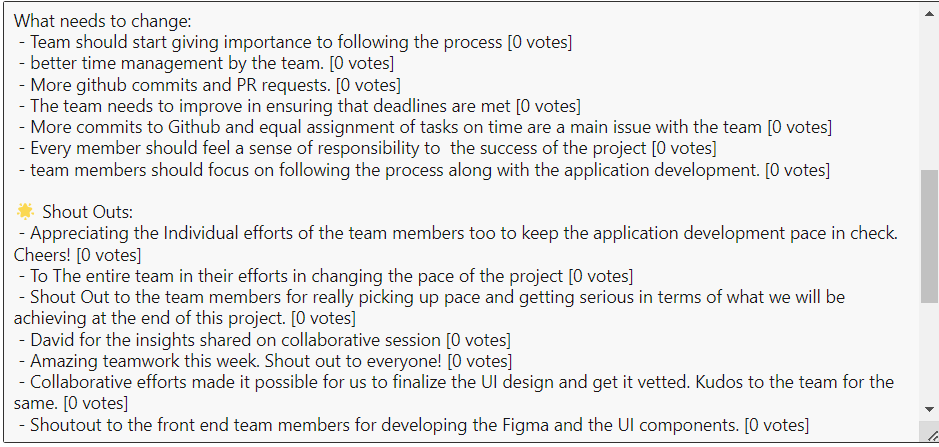 What needs to change:
- Team should start giving importance to following the process [0 votes]
- better time management by the team. [0 votes]
- More github commits and PR requests. [0 votes]
- The team needs to improve in ensuring that deadlines are met [0 votes]
- More commits to Github and equal assignment of tasks on time are a main issue with the team [0 votes]
- Every member should feel a sense of responsibility to  the success of the project [0 votes]
- team members should focus on following the process along with the application development. [0 votes]
🌟 Shout Outs:
- Appreciating the Individual efforts of the team members too to keep the application development pace in check.
Cheers! [0 votes]
- To The entire team in their efforts in changing the pace of the project [0 votes]
- Shout Out to the team members for really picking up pace and getting serious in terms of what we will be
achieving at the end of this project. [0 votes]
- David for the insights shared on collaborative session [0 votes]
- Amazing teamwork this week. Shout out to everyone! [0 votes]
- Collaborative efforts made it possible for us to finalize the UI design and get it vetted. Kudos to the team for the
same. [0 votes]
- Shoutout to the front end team members for developing the Figma and the UI components. [0 votes]